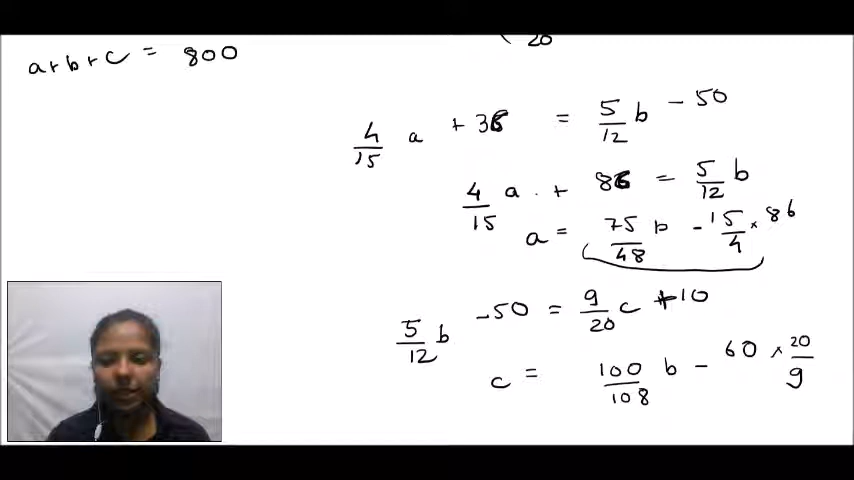 a+b+c = 800
20
4/15 a + 36 = 5/12 b - 50
4/15 a + 86 = 5/12 b
a = 75/48 b - 15/4 × 86
5/12 b - 50 = 9/20 c + 10
c = 100/108 b - 60 × 20/9